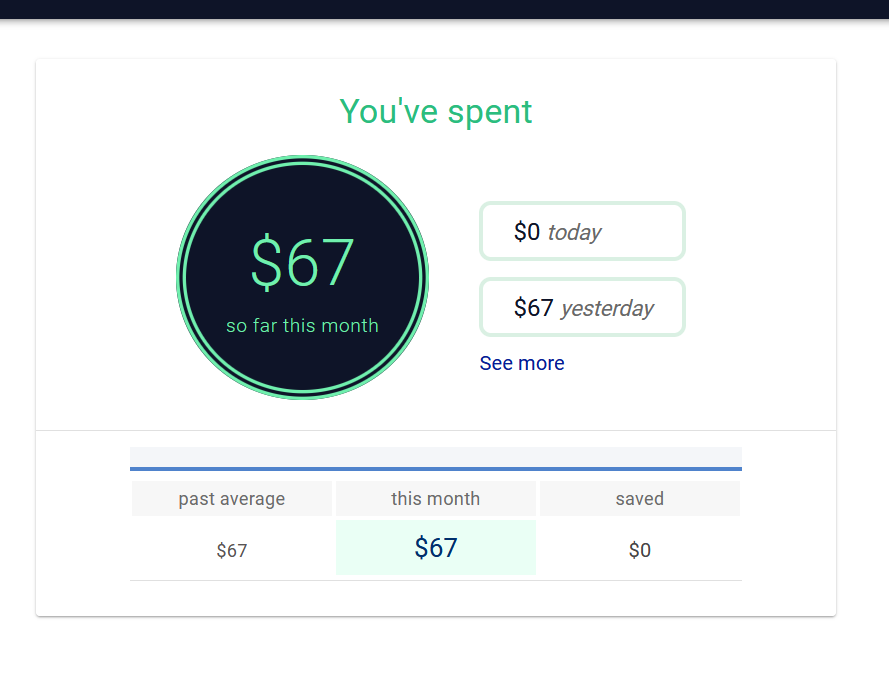 You've spent
$67
so far this month
$0 today
$67 yesterday
See more
past average this month saved
$67 $67 $0